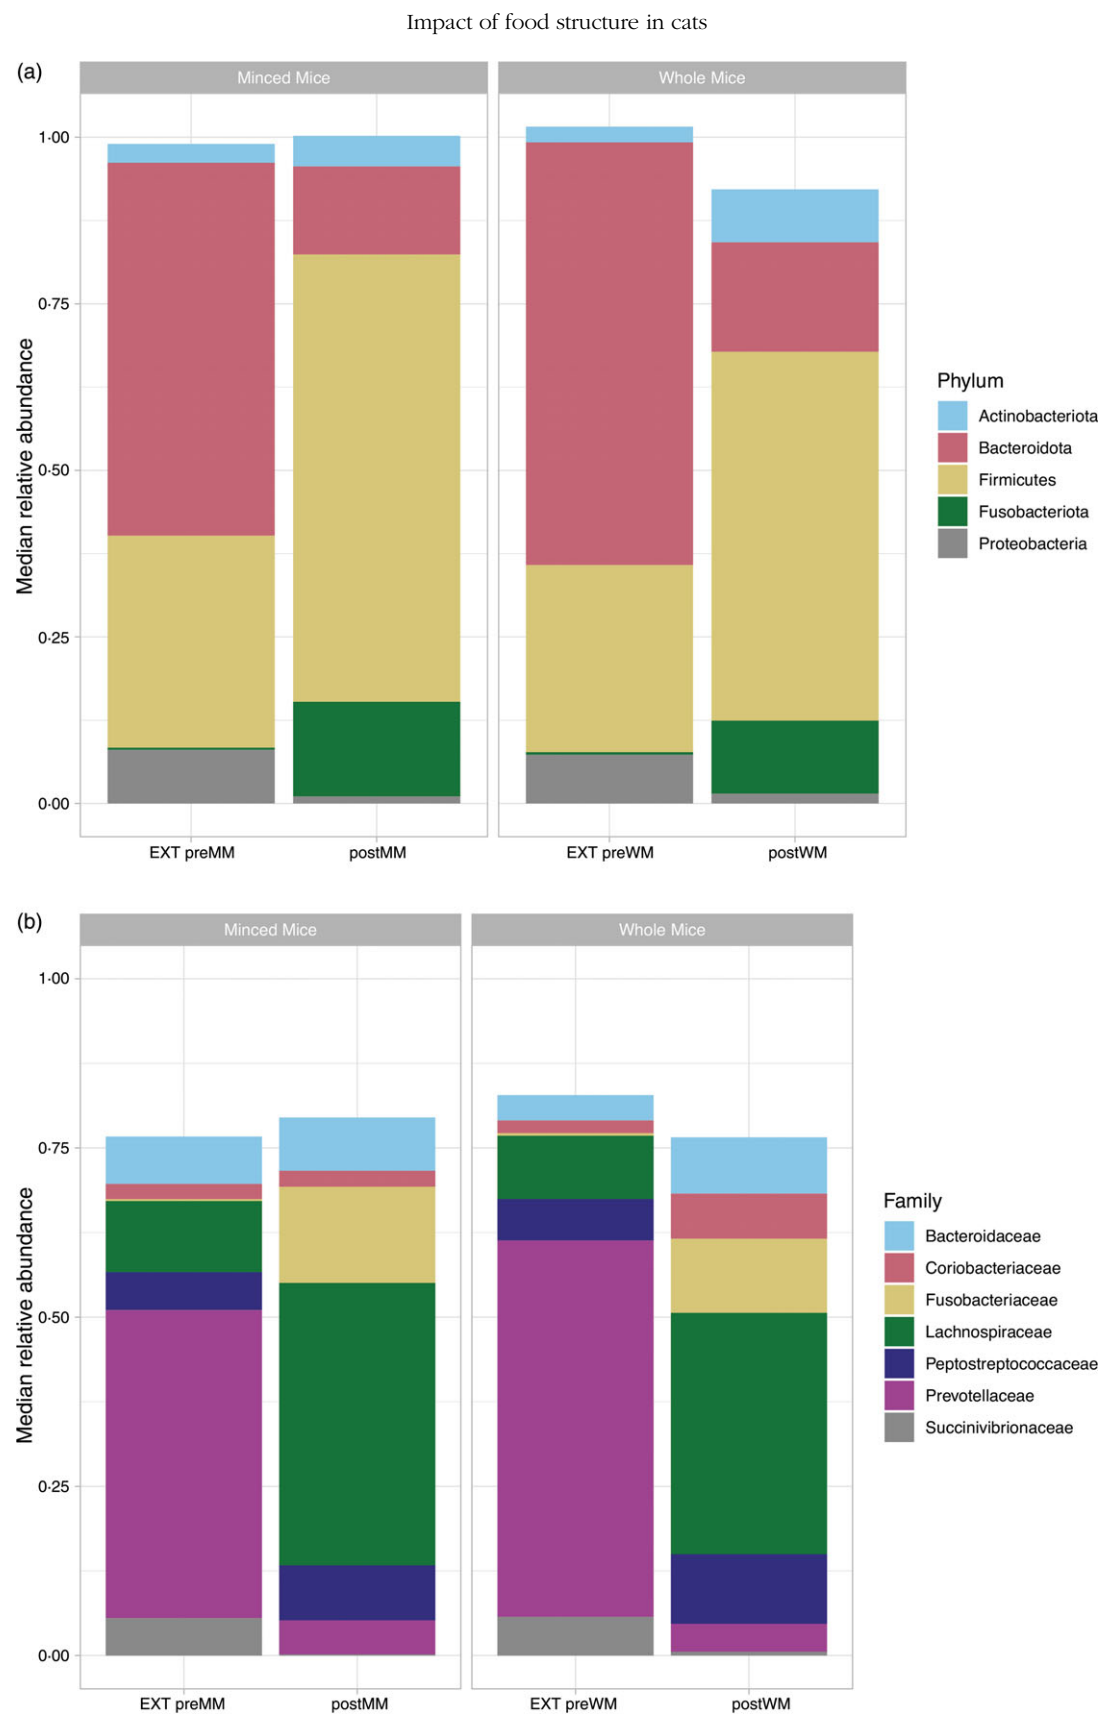 Impact of food structure in cats
(a)
Minced Mice
Whole Mice
1·00
0·75
0·50
0·25
0·00
Median relative abundance
EXT preMM
postMM
EXT preWM
postWM
Phylum
Actinobacteriota
Bacteroidota
Firmicutes
Fusobacteriota
Proteobacteria
(b)
Minced Mice
Whole Mice
1·00
0·75
0·50
0·25
0·00
Median relative abundance
EXT preMM
postMM
EXT preWM
postWM
Family
Bacteroidaceae
Coriobacteriaceae
Fusobacteriaceae
Lachnospiraceae
Peptostreptococcaceae
Prevotellaceae
Succinivibrionaceae